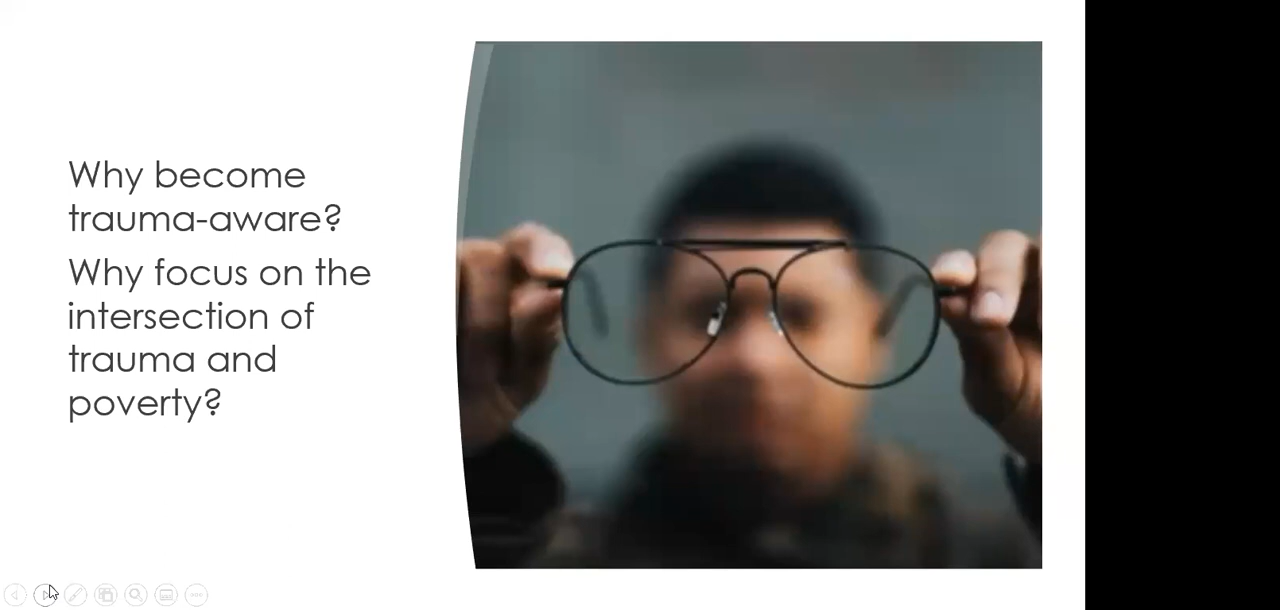 Why become
trauma-aware?
Why focus on the
intersection of
trauma and
poverty?